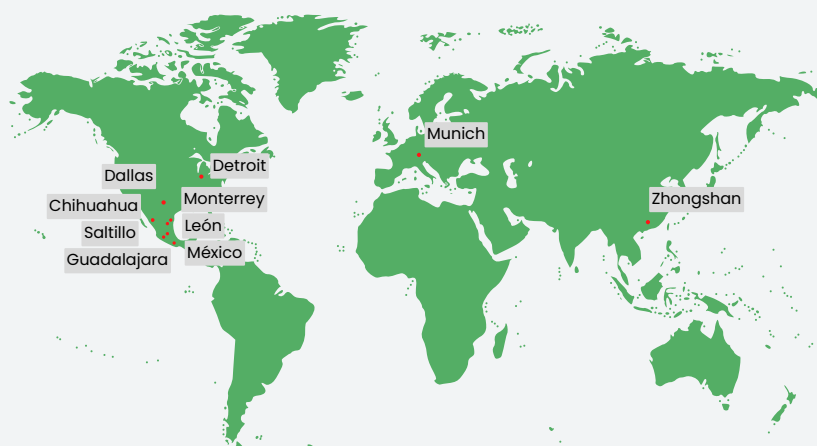 Munich
Detroit
Dallas
Chihuahua
Monterrey
Zhongshan
Saltillo
León
Guadalajara
México